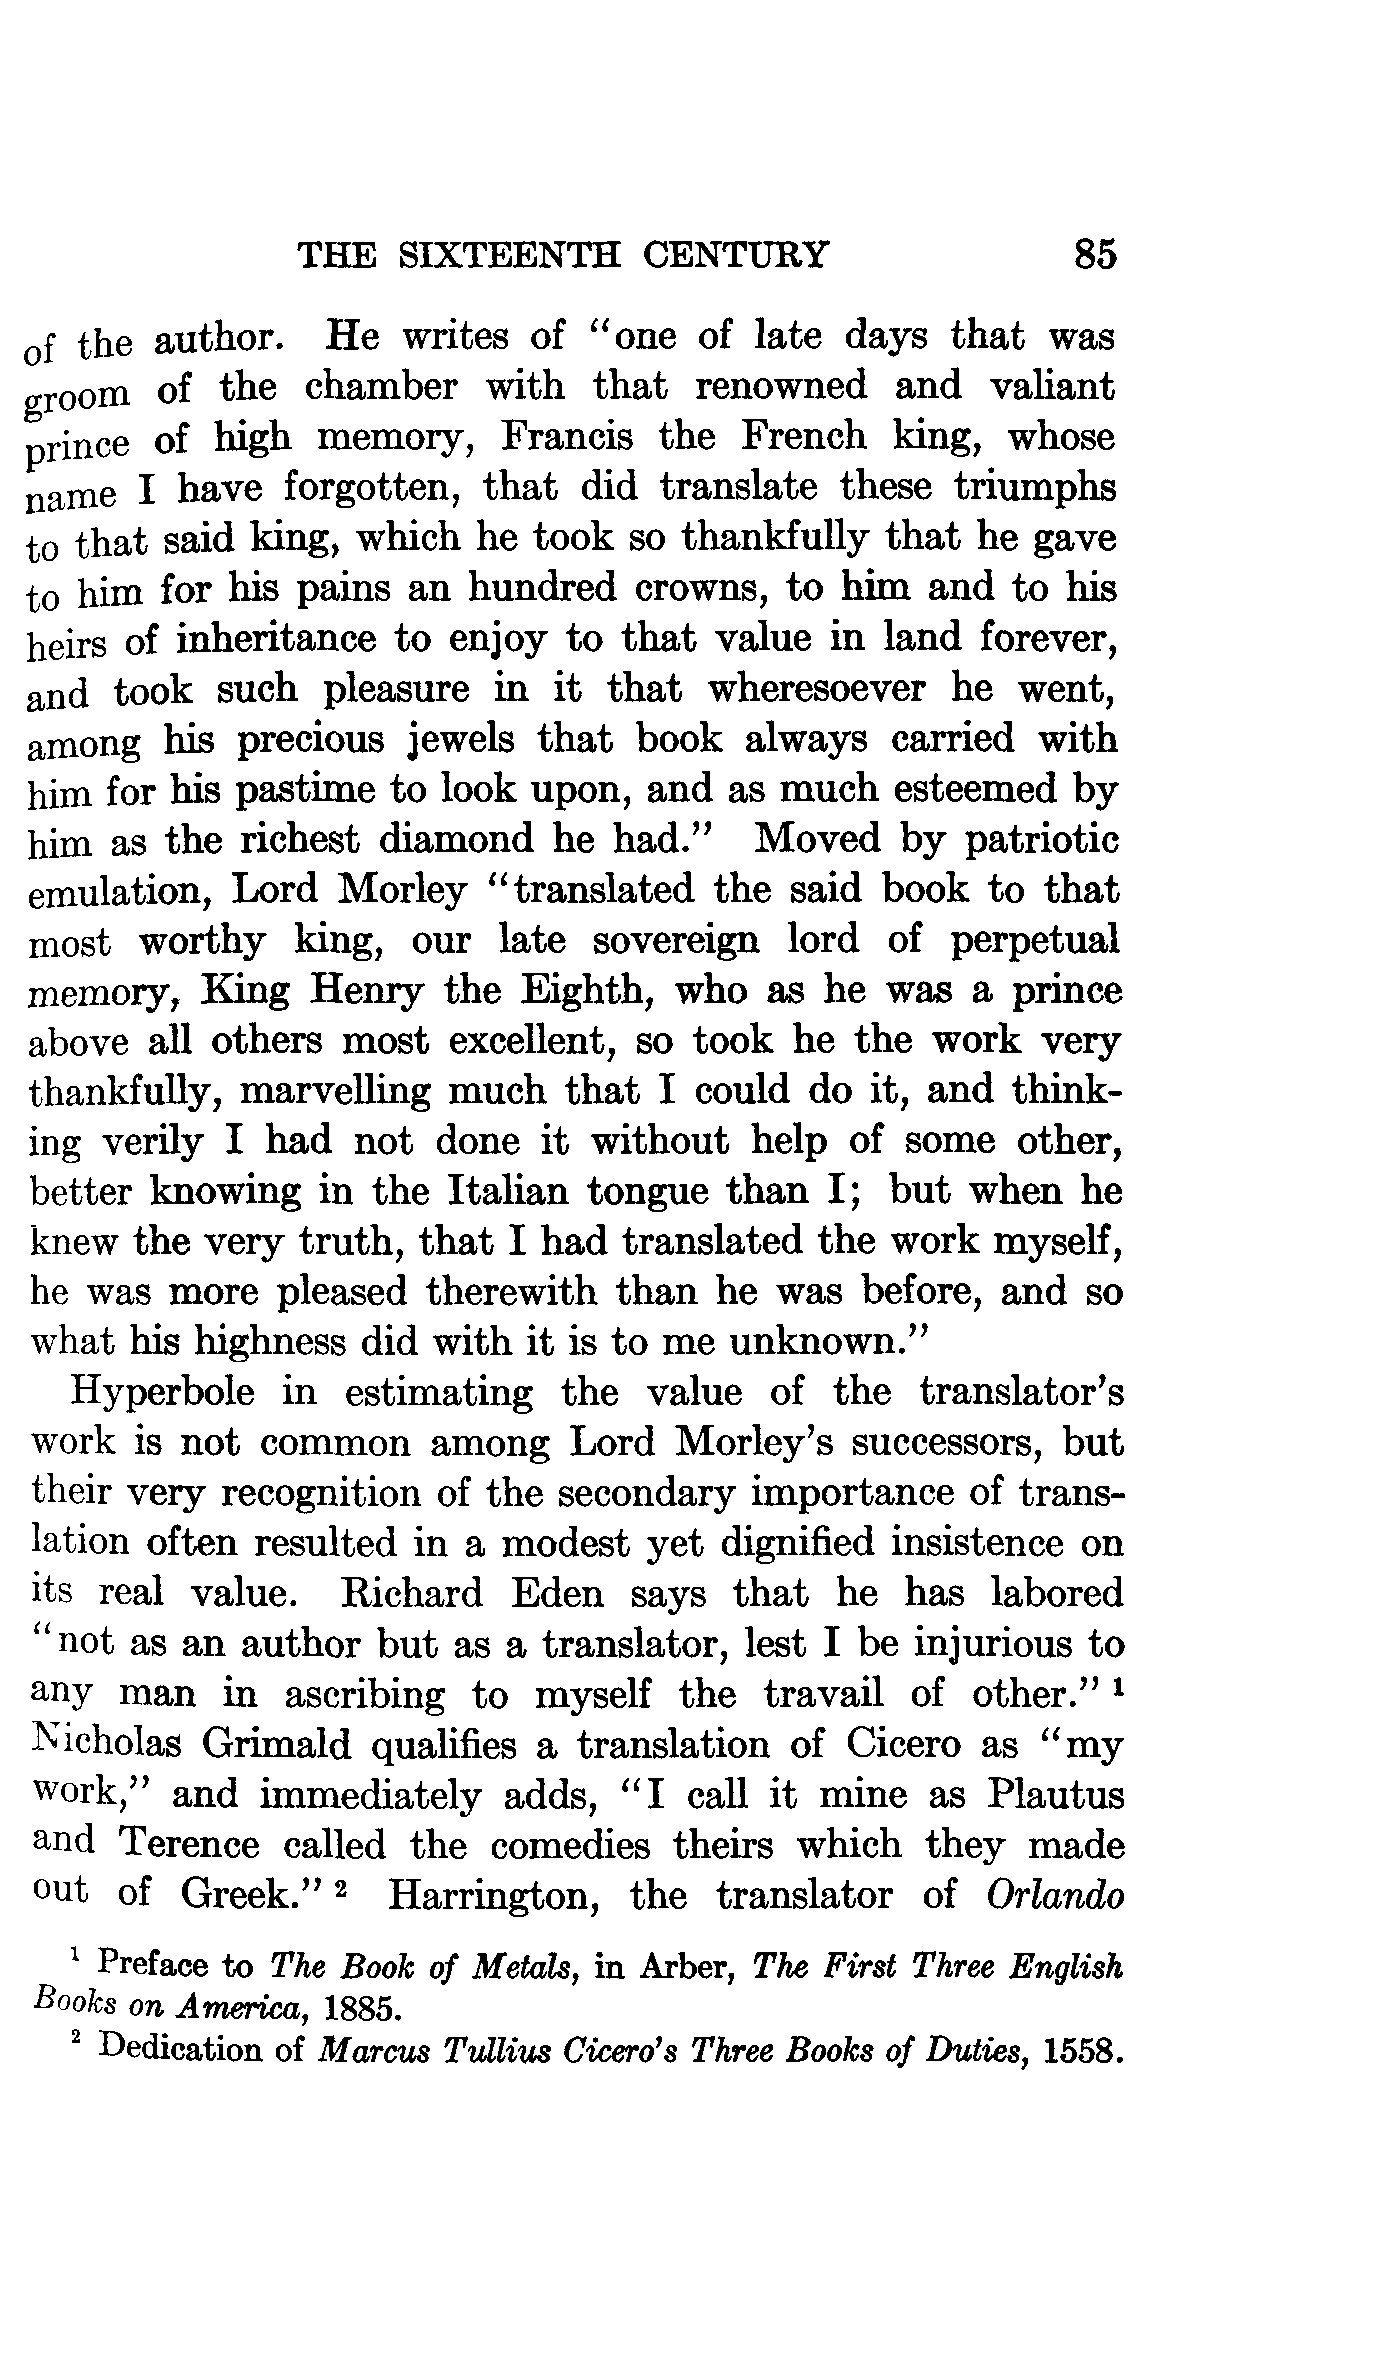 THE SIXTEENTH CENTURY 85
of the author. He writes of "one of late days that was
groom of the chamber with that renowned and valiant
prince of high memory, Francis the French king, whose
name I have forgotten, that did translate these triumphs
to that said king, which he took so thankfully that he gave
to him for his pains an hundred crowns, to him and to his
heirs of inheritance to enjoy to that value in land forever,
and took such pleasure in it that wheresoever he went,
among his precious jewels that book always carried with
him for his pastime to look upon, and as much esteemed by
him as the richest diamond he had." Moved by patriotic
emulation, Lord Morley "translated the said book to that
most worthy king, our late sovereign lord of perpetual
memory, King Henry the Eighth, who as he was a prince
above all others most excellent, so took he the work very
thankfully, marvelling much that I could do it, and think-
ing verily I had not done it without help of some other,
better knowing in the Italian tongue than I; but when he
knew the very truth, that I had translated the work myself,
he was more pleased therewith than he was before, and so
what his highness did with it is to me unknown."
Hyperbole in estimating the value of the translator's
work is not common among Lord Morley's successors, but
their very recognition of the secondary importance of trans-
lation often resulted in a modest yet dignified insistence on
its real value. Richard Eden says that he has labored
"not as an author but as a translator, lest I be injurious to
any man in ascribing to myself the travail of other." ¹
Nicholas Grimald qualifies a translation of Cicero as "my
work," and immediately adds, "I call it mine as Plautus
and Terence called the comedies theirs which they made
out of Greek." ² Harrington, the translator of Orlando
¹ Preface to The Book of Metals, in Arber, The First Three English
Books on America, 1885.
² Dedication of Marcus Tullius Cicero's Three Books of Duties, 1558.